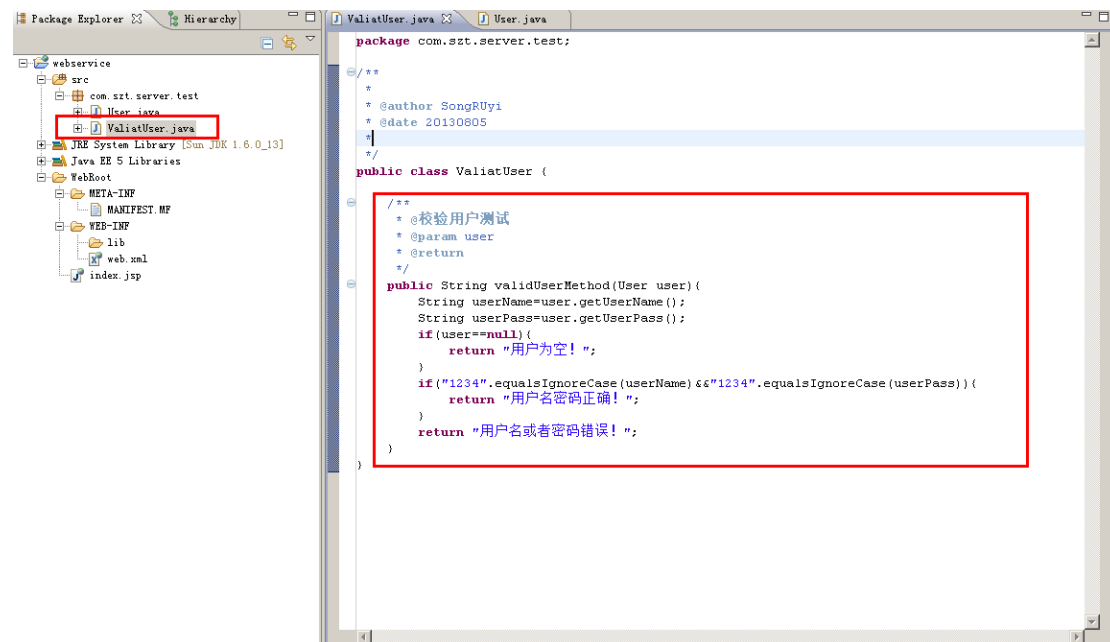 Package Explorer
Hierarchy
webservice
src
com.szt.server.test
User.java
ValiatUser.java
JRE System Library [Sun JDK 1.6.0_13]
Java EE 5 Libraries
WebRoot
META-INF
MANIFEST.MF
WEB-INF
lib
web.xml
index.jsp
ValiatUser.java
User.java
package com.szt.server.test;
/**
*
* @author SongRUyi
* @date 20130805
*
*/
public class ValiatUser {
/**
* @校验用户测试
* @param user
* @return
*/
public String validUserMethod(User user){
String userName=user.getUserName();
String userPass=user.getUserPass();
if(user==null){
return "用户为空！";
}
if("1234".equalsIgnoreCase(userName)&&"1234".equalsIgnoreCase(userPass)){
return "用户名密码正确！";
}
return "用户名或者密码错误！";
}
}